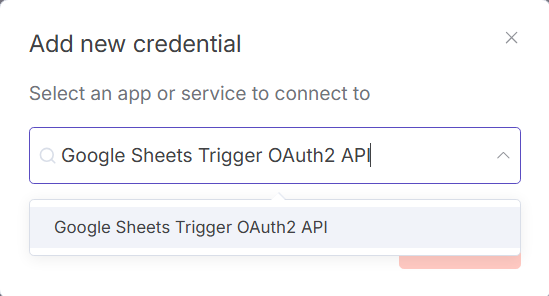 Add new credential
Select an app or service to connect to
Google Sheets Trigger OAuth2 API
Google Sheets Trigger OAuth2 API